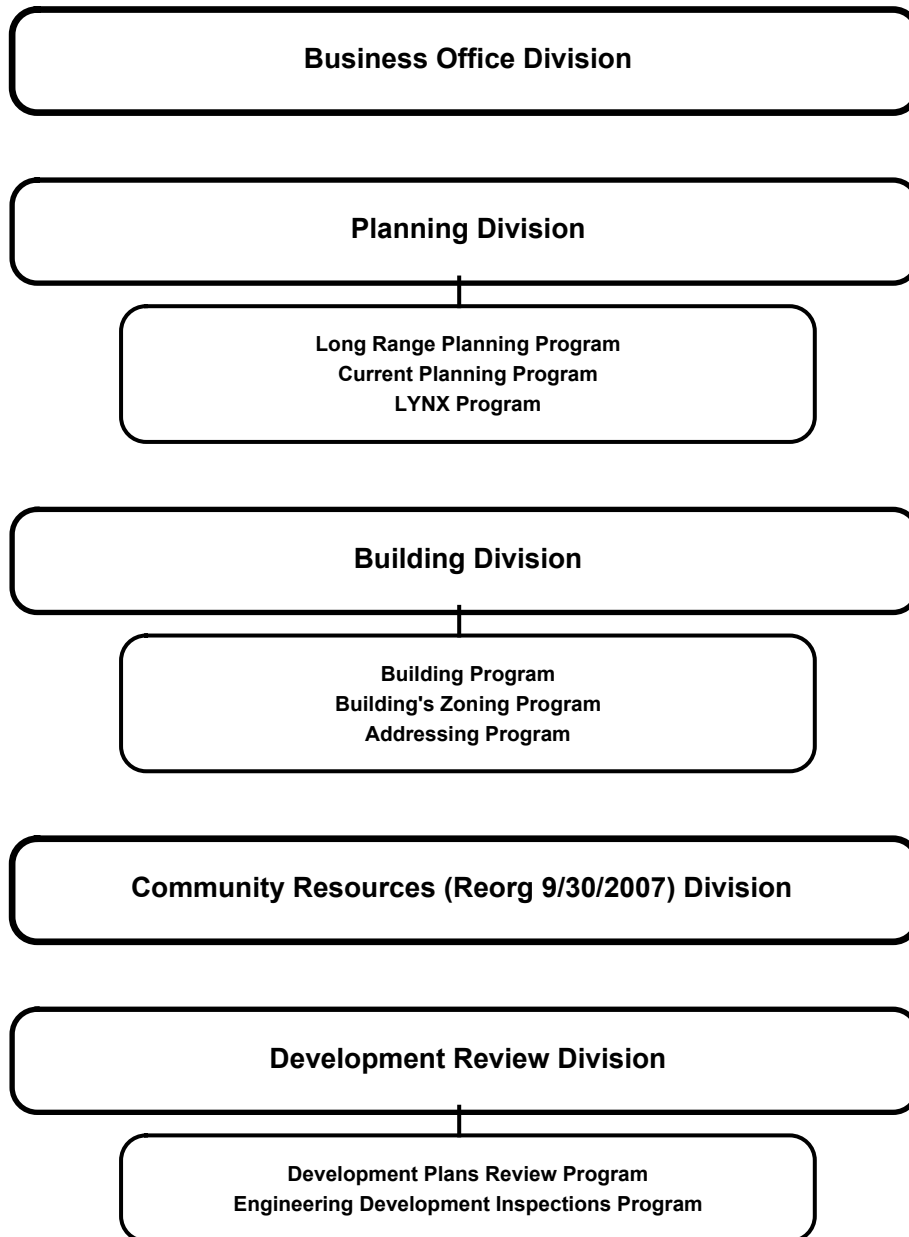 Business Office Division
Planning Division
Long Range Planning Program
Current Planning Program
LYNX Program
Building Division
Building Program
Building's Zoning Program
Addressing Program
Community Resources (Reorg 9/30/2007) Division
Development Review Division
Development Plans Review Program
Engineering Development Inspections Program